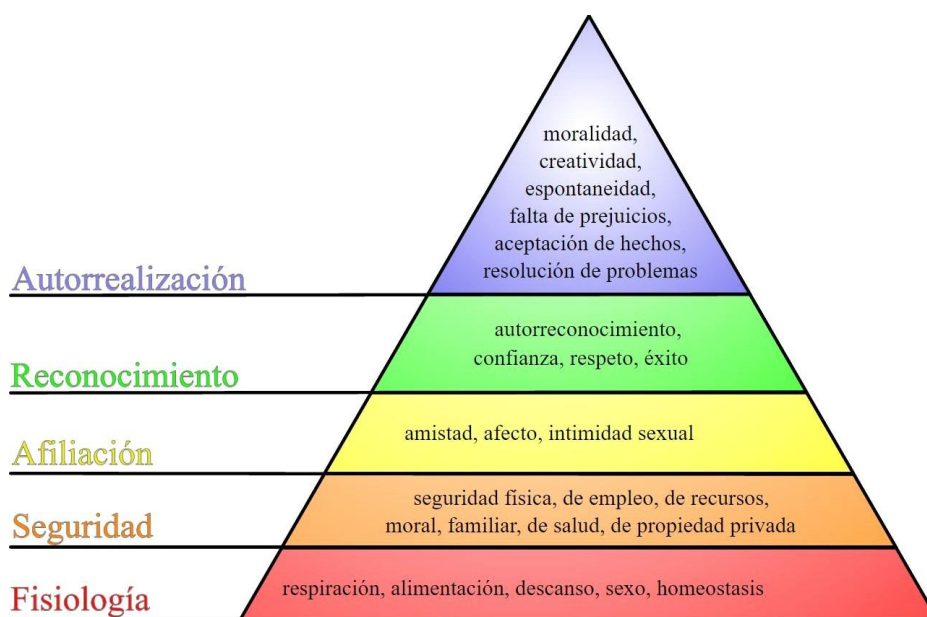 moralidad,
creatividad,
espontaneidad,
falta de prejuicios,
aceptación de hechos,
resolución de problemas
Autorrealización
autorreconocimiento,
confianza, respeto, éxito
Reconocimiento
amistad, afecto, intimidad sexual
Afiliación
seguridad física, de empleo, de recursos,
moral, familiar, de salud, de propiedad privada
Seguridad
respiración, alimentación, descanso, sexo, homeostasis
Fisiología